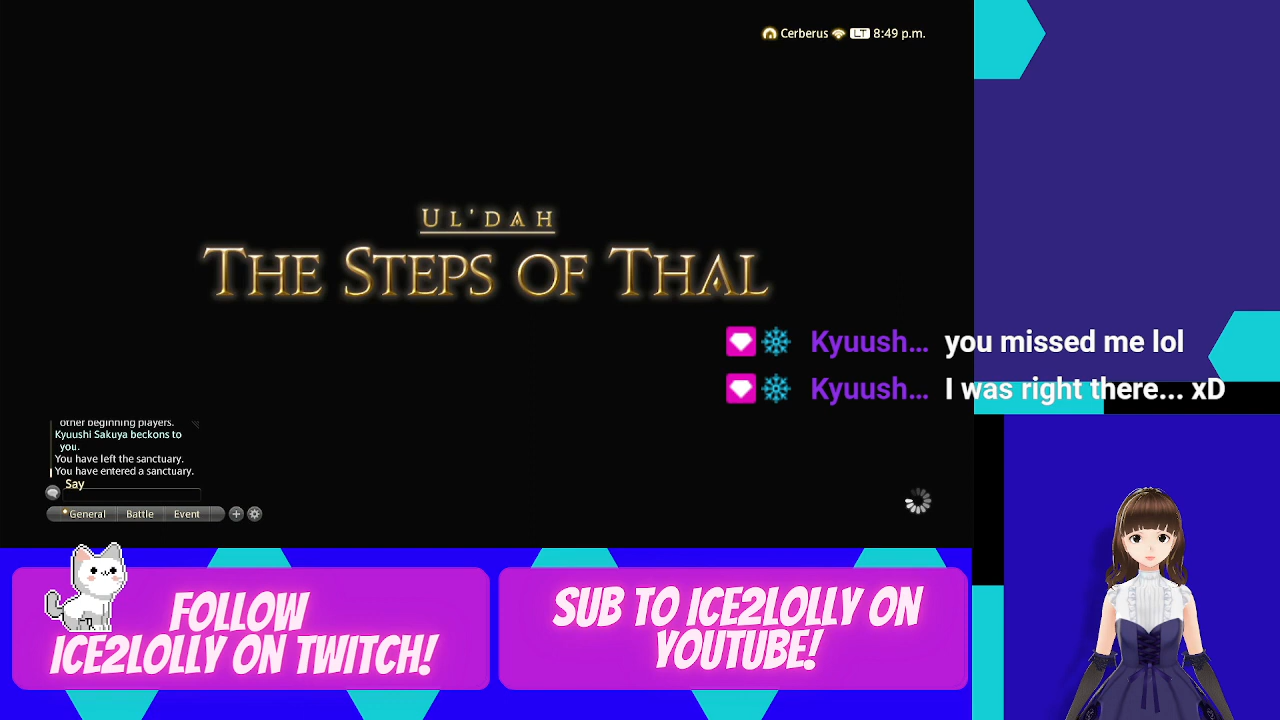 Cerberus LT 8:49 p.m.
UL'DAH
THE STEPS OF THAL
Kyuush... you missed me lol
Kyuush... I was right there... xD
other beginning players.
Kyuushi Sakuya beckons to
you.
You have left the sanctuary.
You have entered a sanctuary.
Say
General Battle Event
FOLLOW
ICE2LOLLY ON TWITCH!
SUB TO ICE2LOLLY ON
YOUTUBE!